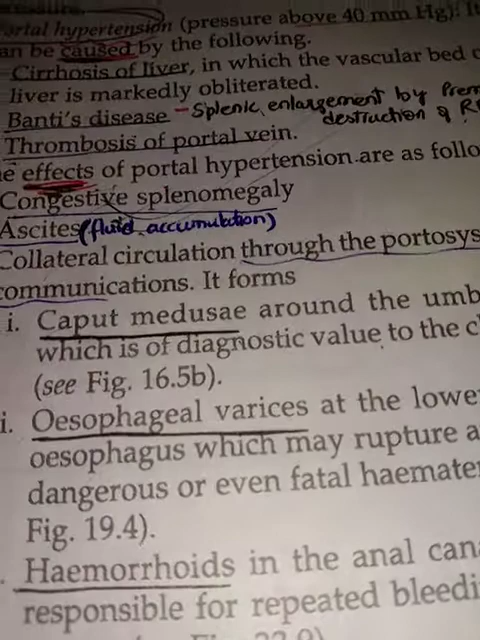 ortal hypertension (pressure above 40 mm Hg). It
an be caused by the following.
Cirrhosis of liver, in which the vascular bed o
liver is markedly obliterated.
Banti's disease - Splenic enlargement by Prem
destruction of R
Thrombosis of portal vein.
e effects of portal hypertension are as follo
Congestive splenomegaly
Ascites (fluid accumulation)
Collateral circulation through the portosys
communications. It forms
i. Caput medusae around the umb
which is of diagnostic value to the c
(see Fig. 16.5b).
i. Oesophageal varices at the lowe
oesophagus which may rupture a
dangerous or even fatal haemate
Fig. 19.4).
. Haemorrhoids in the anal can
responsible for repeated bleedi